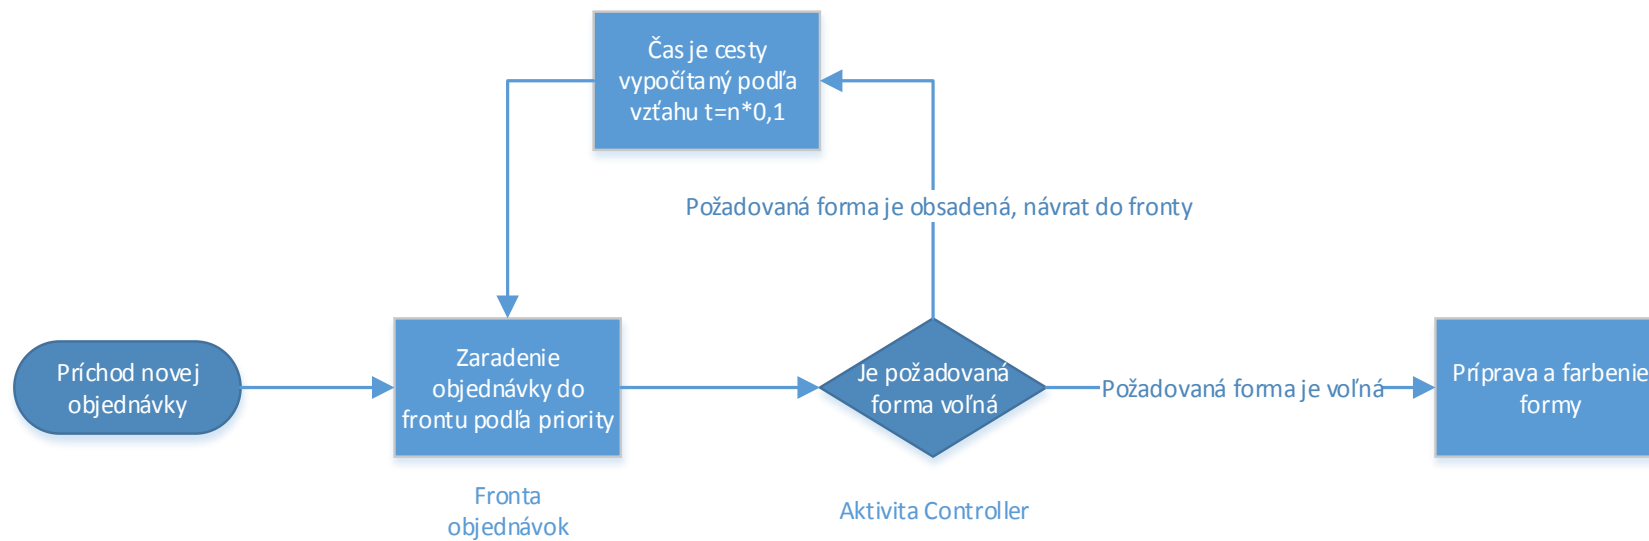 Čas je cesty
vypočítaný podľa
vzťahu t=n*0,1
Požadovaná forma je obsadená, návrat do fronty
Príchod novej
objednávky
Zaradenie
objednávky do
frontu podľa priority
Je požadovaná
forma voľná
Požadovaná forma je voľná
Príprava a farbenie
formy
Fronta
objednávok
Aktivita Controller